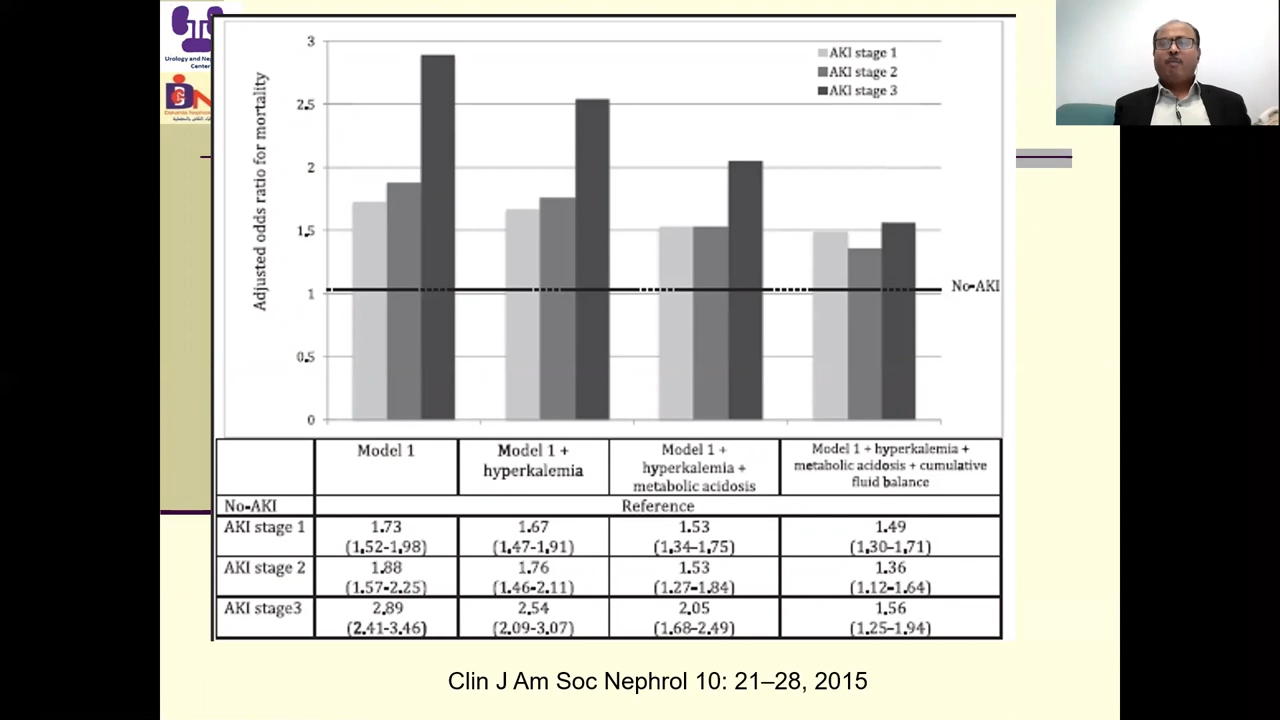 Urology and Nep
Center
3
2.5
2
1.5
1
0.5
0
Adjusted odds ratio for mortality
AKI stage 1
AKI stage 2
AKI stage 3
No-AKI
Model 1
Model 1 +
hyperkalemia
Model 1 +
hyperkalemia +
metabolic acidosis
Model 1 + hyperkalemia +
metabolic acidosis + cumulative
fluid balance
No-AKI Reference
AKI stage 1 1.73 1.67 1.53 1.49
(1.52-1.98) (1.47-1.91) (1.34–1.75) (1.30–1.71)
AKI stage 2 1.88 1.76 1.53 1.36
(1.57-2.25) (1.46-2.11) (1.27–1.84) (1.12–1.64)
AKI stage3 2.89 2.54 2.05 1.56
(2.41-3.46) (2.09-3.07) (1.68–2.49) (1.25–1.94)
Clin J Am Soc Nephrol 10: 21–28, 2015